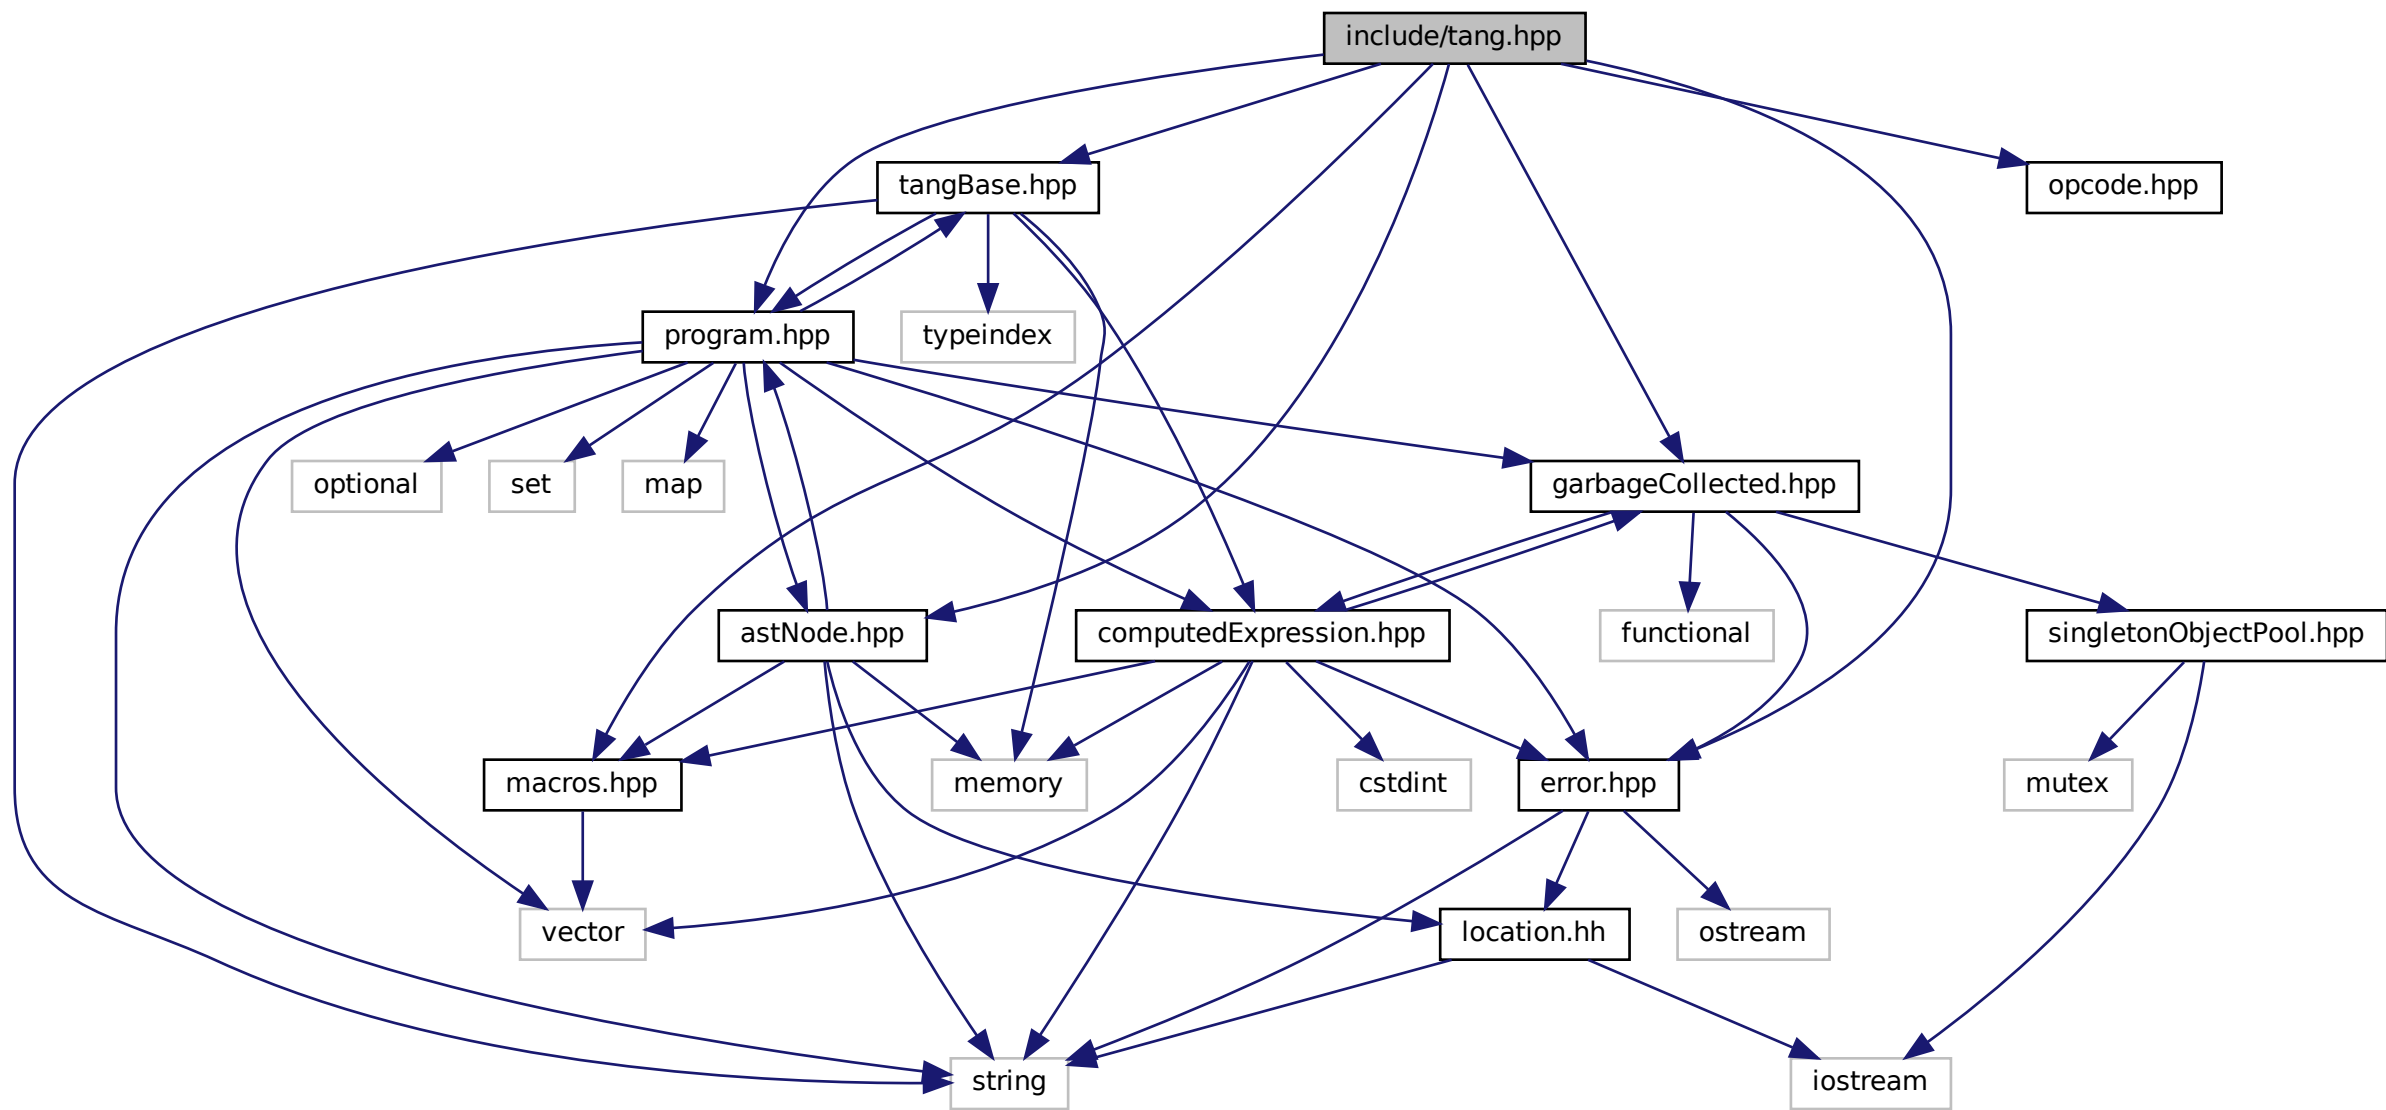 include/tang.hpp
tangBase.hpp
opcode.hpp
program.hpp
typeindex
optional
set
map
garbageCollected.hpp
astNode.hpp
computedExpression.hpp
functional
singletonObjectPool.hpp
macros.hpp
memory
cstdint
error.hpp
mutex
vector
location.hh
ostream
string
iostream